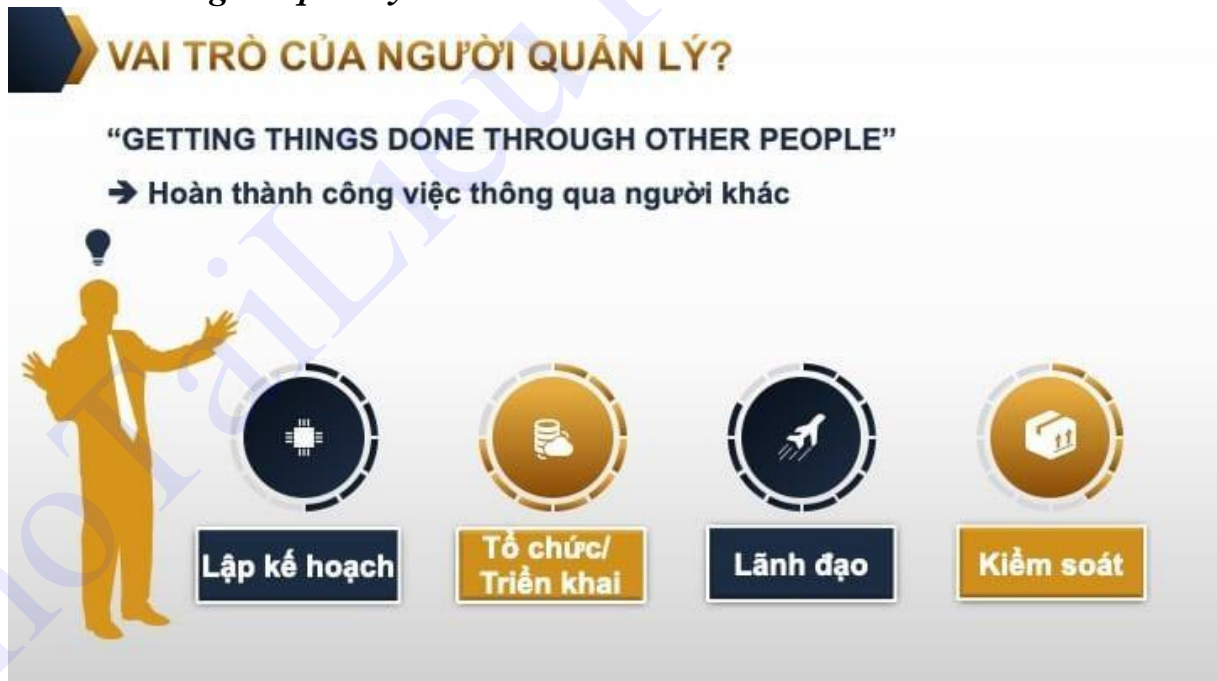 VAI TRÒ CỦA NGƯỜI QUẢN LÝ?
“GETTING THINGS DONE THROUGH OTHER PEOPLE”
➔ Hoàn thành công việc thông qua người khác
Lập kế hoạch
Tổ chức/
Triển khai
Lãnh đạo
Kiểm soát